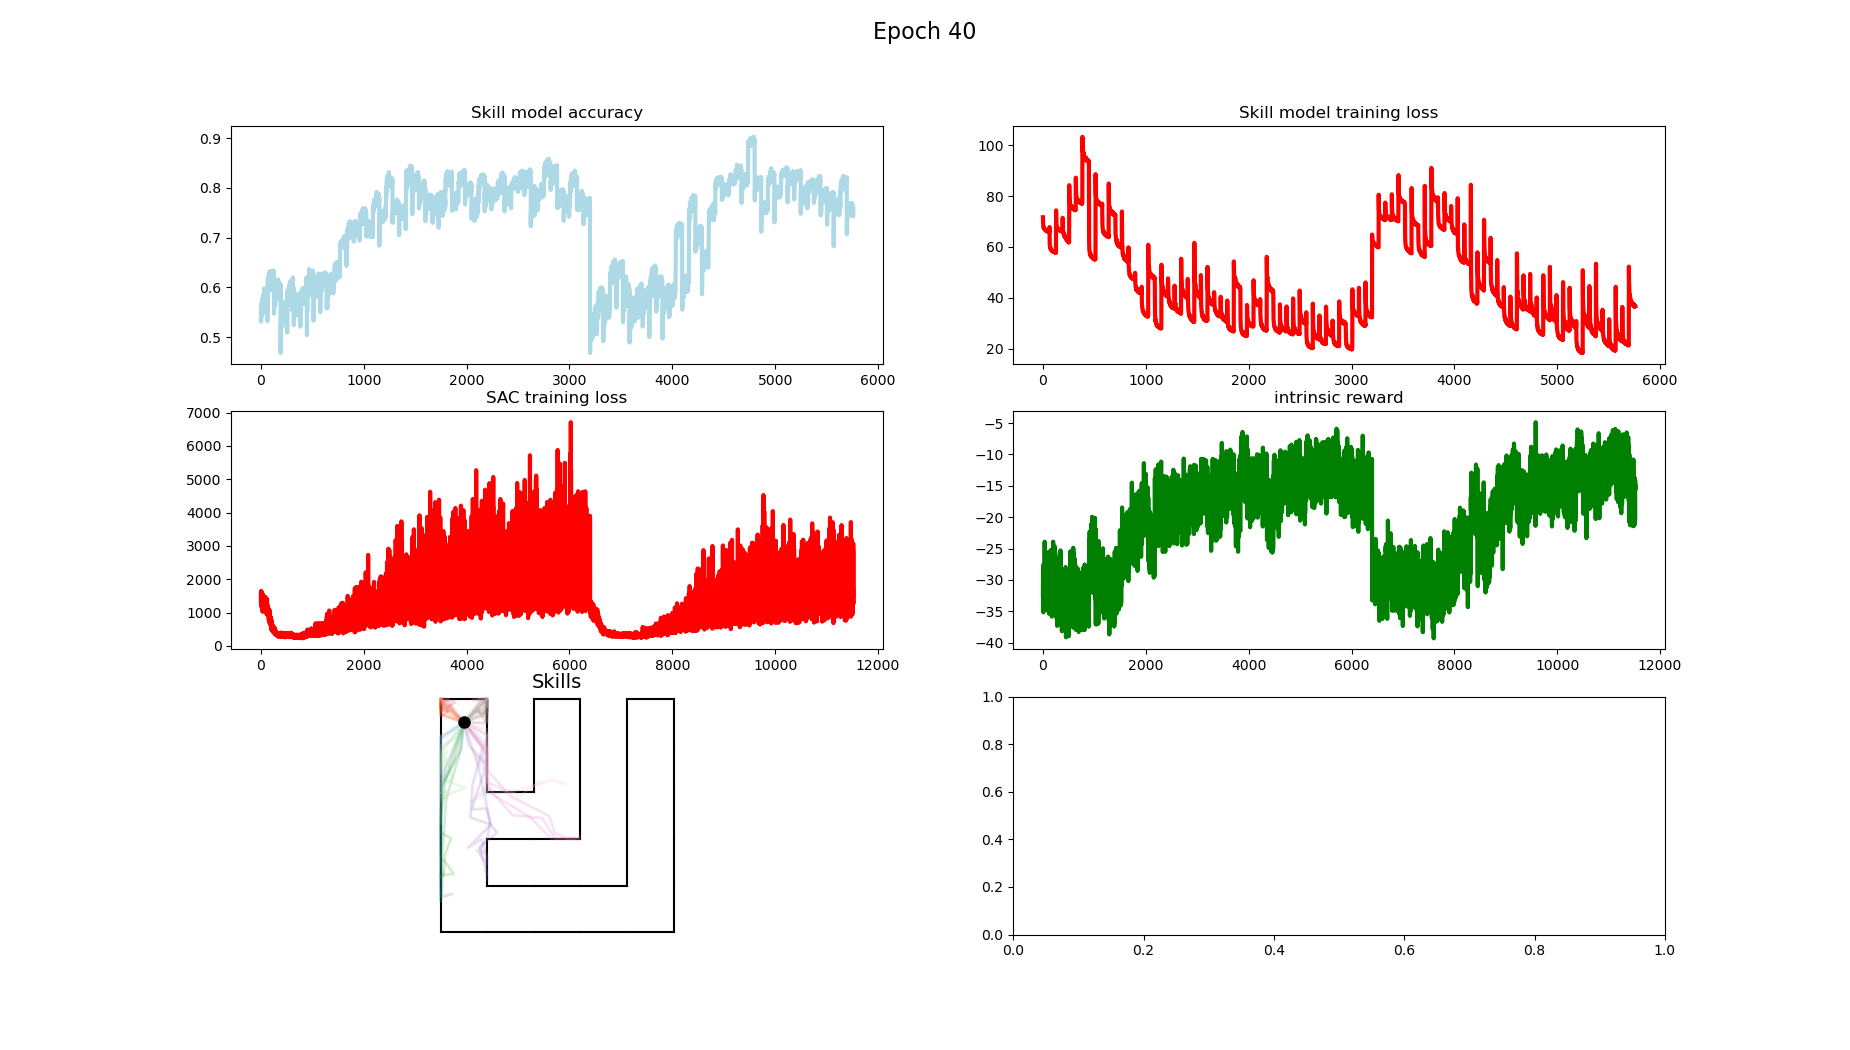 Epoch 40
Skill model accuracy
0.9
0.8
0.7
0.6
0.5
0 1000 2000 3000 4000 5000 6000
Skill model training loss
100
80
60
40
20
0 1000 2000 3000 4000 5000 6000
SAC training loss
7000
6000
5000
4000
3000
2000
1000
0
0 2000 4000 6000 8000 10000 12000
intrinsic reward
−5
−10
−15
−20
−25
−30
−35
−40
0 2000 4000 6000 8000 10000 12000
Skills
1.0
0.8
0.6
0.4
0.2
0.0
0.0 0.2 0.4 0.6 0.8 1.0